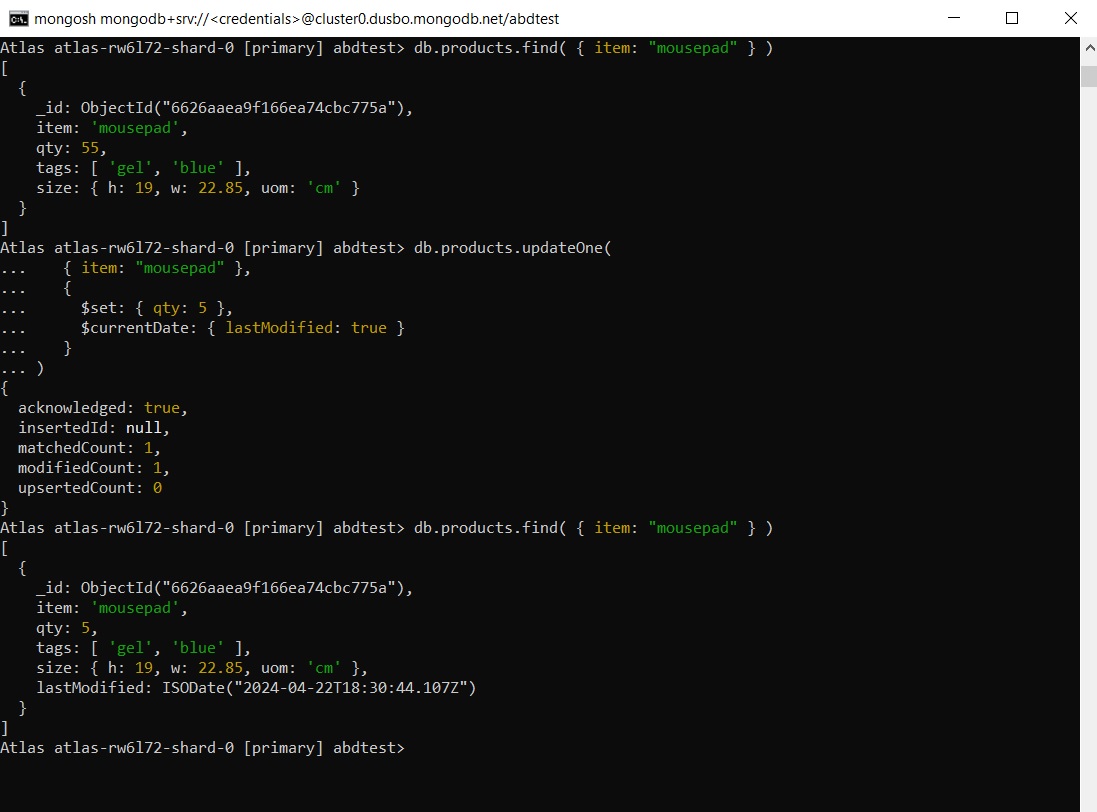 mongosh mongodb+srv://<credentials>@cluster0.dusbo.mongodb.net/abdtest
Atlas atlas-rw6l72-shard-0 [primary] abdtest> db.products.find( { item: "mousepad" } )
[
  {
    _id: ObjectId("6626aaea9f166ea74cbc775a"),
    item: 'mousepad',
    qty: 55,
    tags: [ 'gel', 'blue' ],
    size: { h: 19, w: 22.85, uom: 'cm' }
  }
]
Atlas atlas-rw6l72-shard-0 [primary] abdtest> db.products.updateOne(
...    { item: "mousepad" },
...    {
...      $set: { qty: 5 },
...      $currentDate: { lastModified: true }
...    }
... )
{
  acknowledged: true,
  insertedId: null,
  matchedCount: 1,
  modifiedCount: 1,
  upsertedCount: 0
}
Atlas atlas-rw6l72-shard-0 [primary] abdtest> db.products.find( { item: "mousepad" } )
[
  {
    _id: ObjectId("6626aaea9f166ea74cbc775a"),
    item: 'mousepad',
    qty: 5,
    tags: [ 'gel', 'blue' ],
    size: { h: 19, w: 22.85, uom: 'cm' },
    lastModified: ISODate("2024-04-22T18:30:44.107Z")
  }
]
Atlas atlas-rw6l72-shard-0 [primary] abdtest>